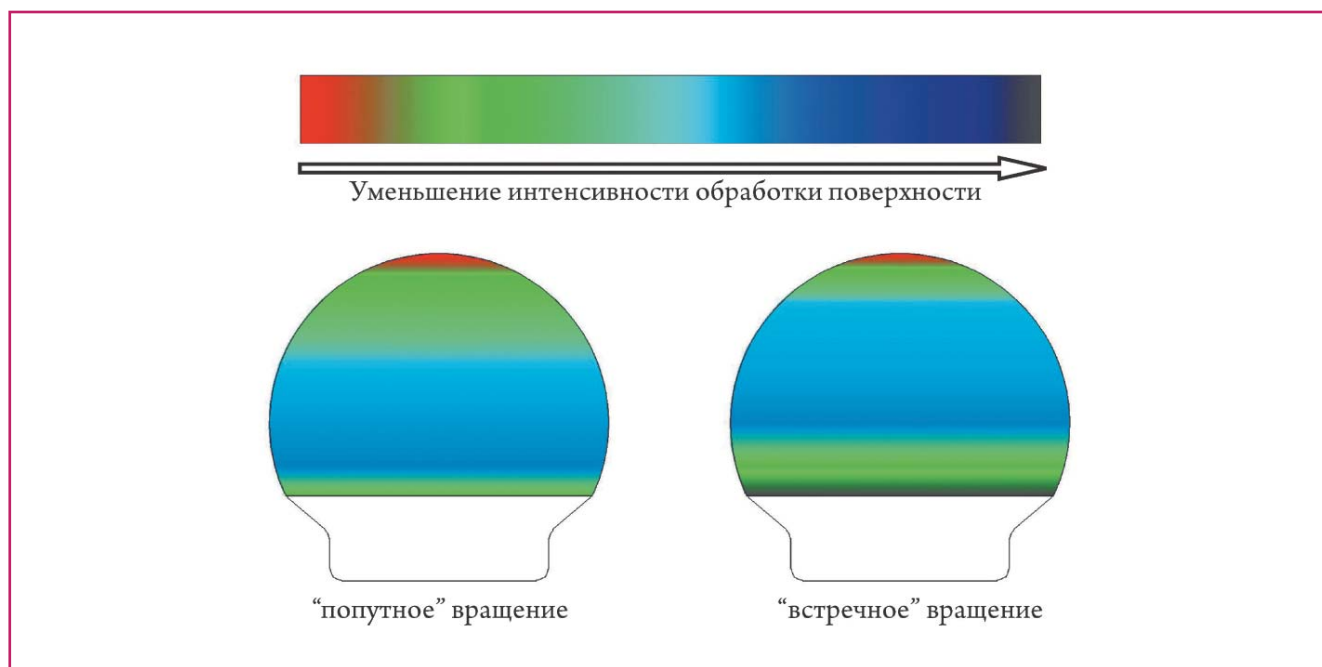 Уменьшение интенсивности обработки поверхности
“попутное” вращение
“встречное” вращение